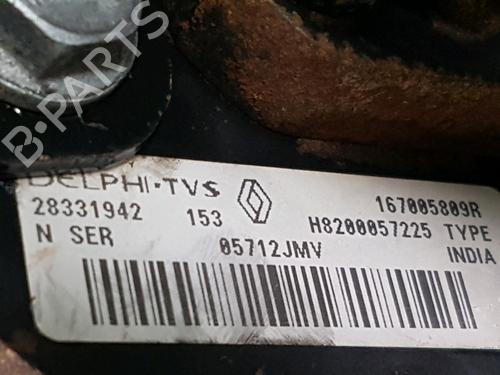 B-PARTS
DELPHI-TVS
28331942 153 167005809R
H8200057225 TYPE
N SER 05712JMV INDIA